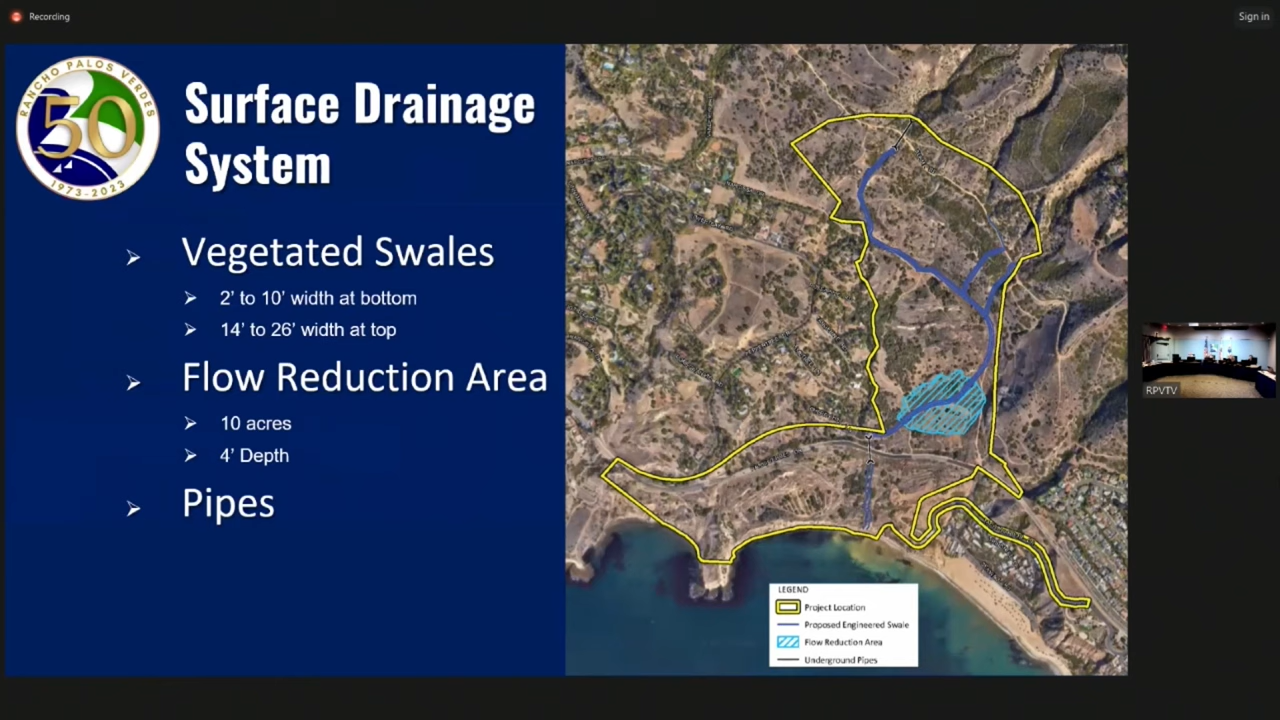 Recording
Sign in
RANCHO PALOS VERDES
50
1973-2023
Surface Drainage
System
➢ Vegetated Swales
➢ 2’ to 10’ width at bottom
➢ 14’ to 26’ width at top
➢ Flow Reduction Area
➢ 10 acres
➢ 4’ Depth
➢ Pipes
LEGEND
Project Location
Proposed Engineered Swale
Flow Reduction Area
Underground Pipes
RPVTV